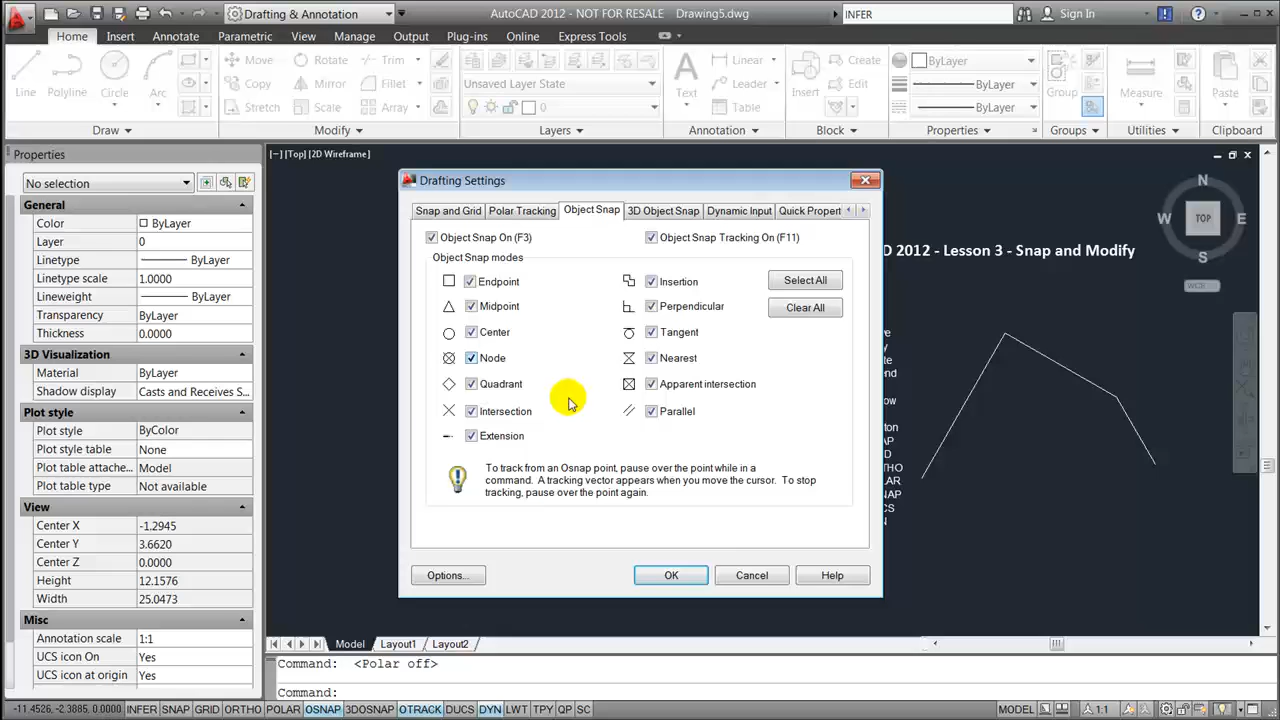 Drafting & Annotation
AutoCAD 2012 - NOT FOR RESALE Drawing5.dwg
INFER
Sign In
Home Insert Annotate Parametric View Manage Output Plug-ins Online Express Tools
Move Rotate Trim
Unsaved Layer State
Linear
Create
ByLayer
Line Polyline Circle Arc
Copy Mirror Fillet
Text
Leader
Insert
ByLayer
Group
Measure
Paste
Stretch Scale Array
0
Table
ByLayer
Draw Modify Layers Annotation Block Properties Groups Utilities Clipboard
Properties
[−] [Top] [2D Wireframe]
No selection
General
Color ByLayer
Layer 0
Linetype ByLayer
Linetype scale 1.0000
Lineweight ByLayer
Transparency ByLayer
Thickness 0.0000
3D Visualization
Material ByLayer
Shadow display Casts and Receives S...
Plot style
Plot style ByColor
Plot style table None
Plot table attache... Model
Plot table type Not available
View
Center X -1.2945
Center Y 3.6620
Center Z 0.0000
Height 12.1576
Width 25.0473
Misc
Annotation scale 1:1
UCS icon On Yes
UCS icon at origin Yes
Drafting Settings
Snap and Grid Polar Tracking Object Snap 3D Object Snap Dynamic Input Quick Propert
Object Snap On (F3) Object Snap Tracking On (F11)
Object Snap modes
Endpoint Insertion Select All
Midpoint Perpendicular Clear All
Center Tangent
Node Nearest
Quadrant Apparent intersection
Intersection Parallel
Extension
To track from an Osnap point, pause over the point while in a
command. A tracking vector appears when you move the cursor. To stop
tracking, pause over the point again.
Options... OK Cancel Help
N
W TOP E
S
WCS
D 2012 - Lesson 3 - Snap and Modify
ve
y
te
end
ow
ton
AP
D
THO
LAR
NAP
CS
N
Model Layout1 Layout2
Command: <Polar off>
Command:
-11.4526, -2.3885, 0.0000 INFER SNAP GRID ORTHO POLAR OSNAP 3DOSNAP OTRACK DUCS DYN LWT TPY QP SC MODEL 1:1